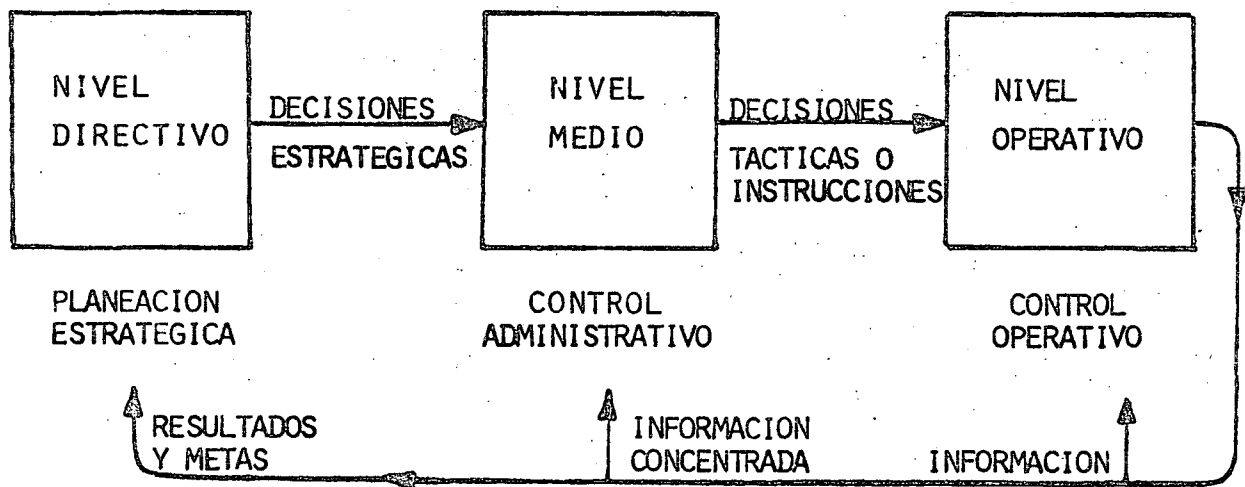 NIVEL
DIRECTIVO
DECISIONES
ESTRATEGICAS
NIVEL
MEDIO
DECISIONES
TACTICAS O
INSTRUCCIONES
NIVEL
OPERATIVO
PLANEACION
ESTRATEGICA
CONTROL
ADMINISTRATIVO
CONTROL
OPERATIVO
RESULTADOS
Y METAS
INFORMACION
CONCENTRADA
INFORMACION